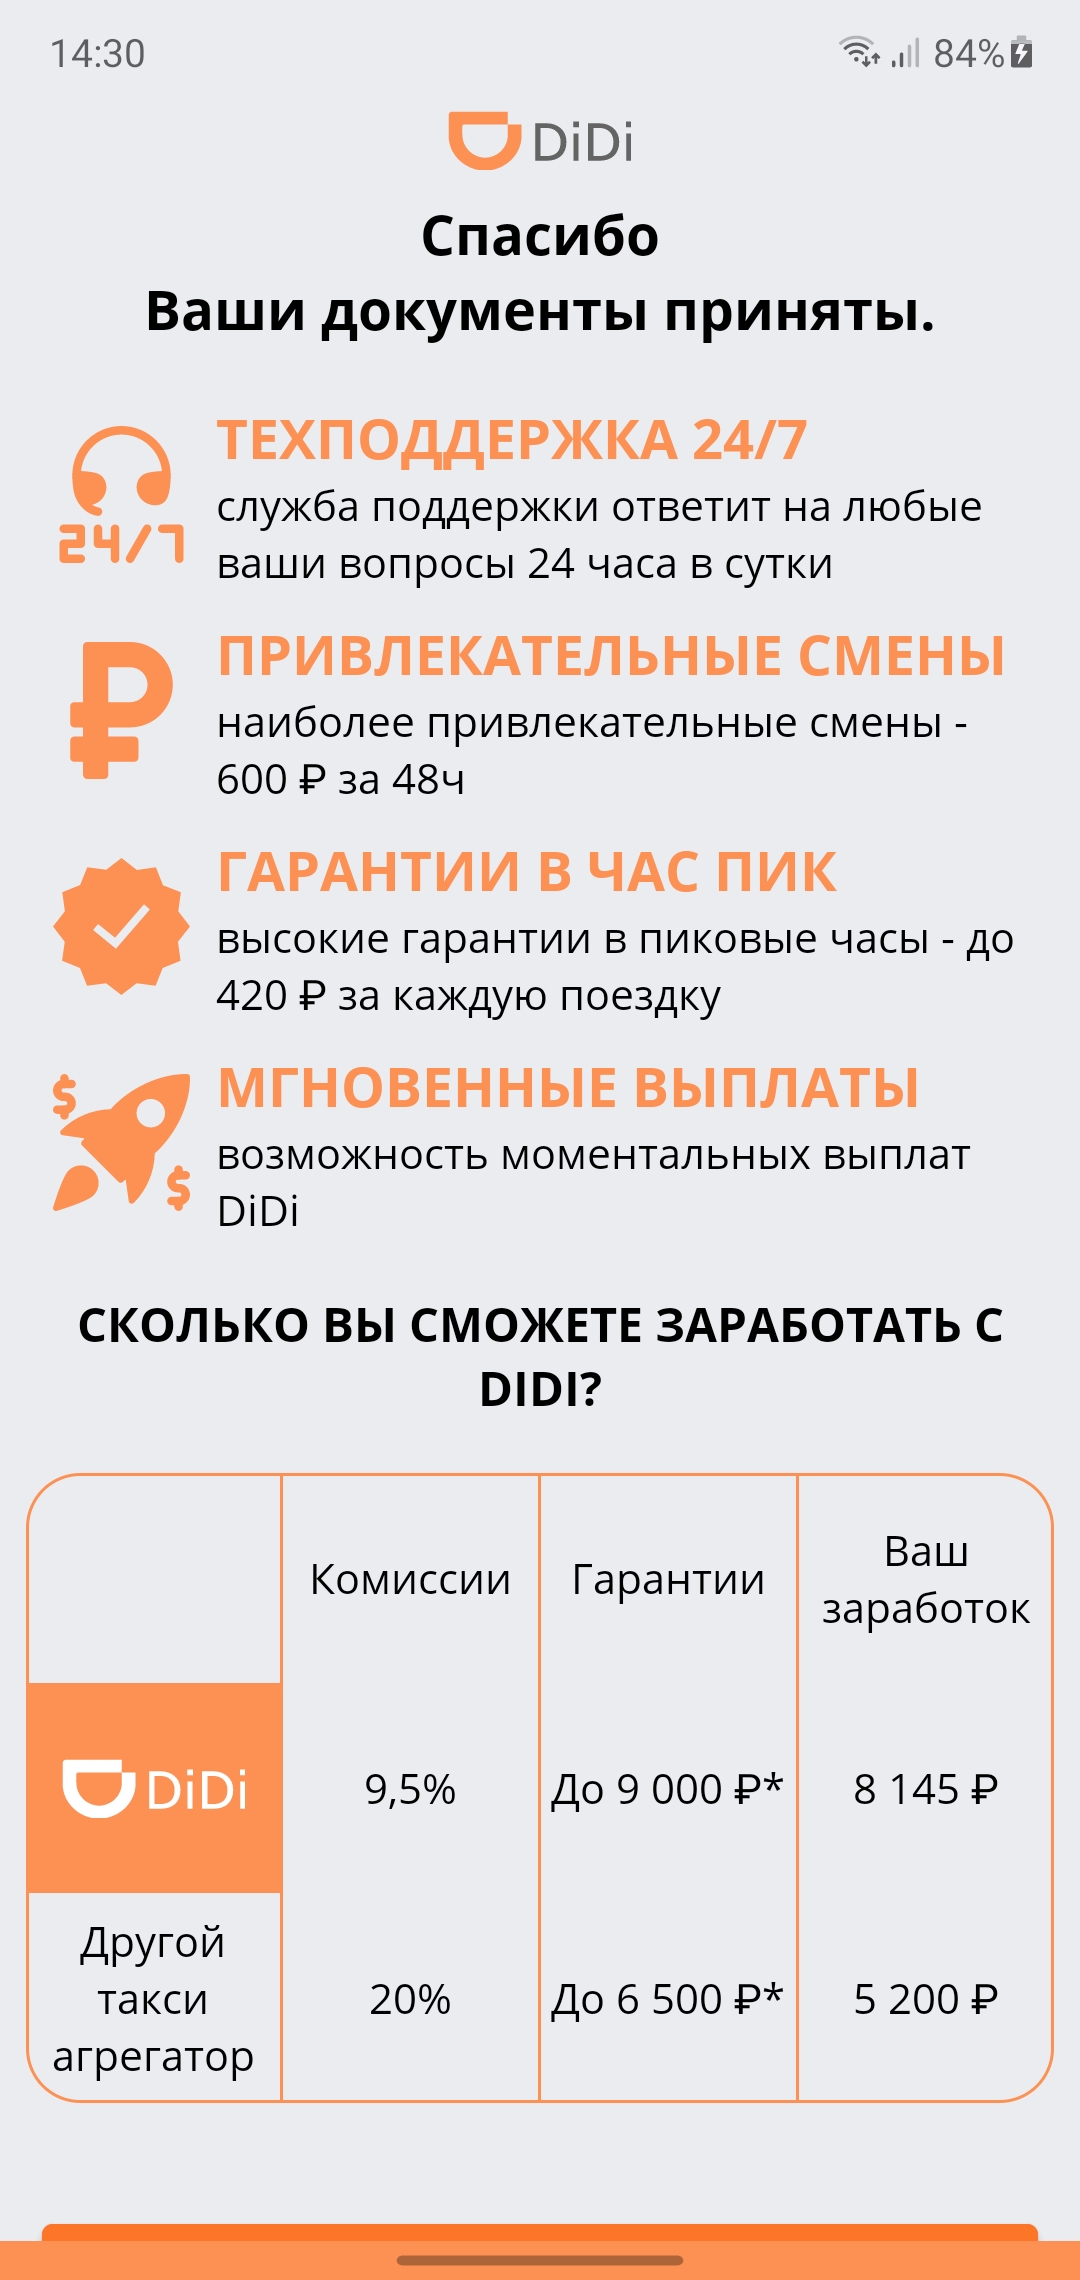 14:30
84%
DiDi
Спасибо
Ваши документы приняты.
ТЕХПОДДЕРЖКА 24/7
служба поддержки ответит на любые
ваши вопросы 24 часа в сутки
24/7
ПРИВЛЕКАТЕЛЬНЫЕ СМЕНЫ
наиболее привлекательные смены -
600 ₽ за 48ч
ГАРАНТИИ В ЧАС ПИК
высокие гарантии в пиковые часы - до
420 ₽ за каждую поездку
МГНОВЕННЫЕ ВЫПЛАТЫ
возможность моментальных выплат
DiDi
СКОЛЬКО ВЫ СМОЖЕТЕ ЗАРАБОТАТЬ С
DIDI?
Комиссии
Гарантии
Ваш
заработок
DiDi
9,5%
До 9 000 ₽*
8 145 ₽
Другой
такси
агрегатор
20%
До 6 500 ₽*
5 200 ₽